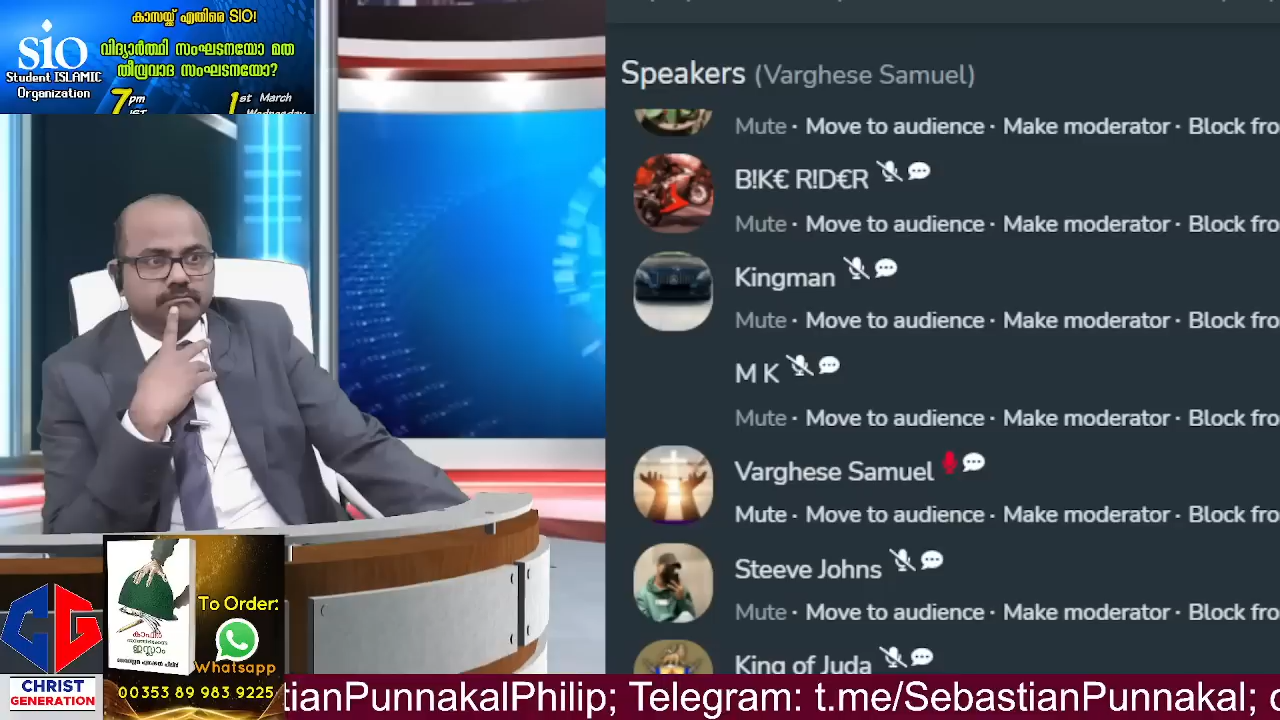 കാസയ്ക്ക് എതിരെ SIO!
sio
Student ISLAMIC
Organization
വിദ്യാർത്ഥി സംഘടനയോ മത
തീവ്രവാദ സംഘടനയോ?
7pm
IST
1st March
Wednesday
Speakers (Varghese Samuel)
Mute · Move to audience · Make moderator · Block fro
B!K€ R!D€R
Mute · Move to audience · Make moderator · Block fro
Kingman
Mute · Move to audience · Make moderator · Block fro
M K
Mute · Move to audience · Make moderator · Block fro
Varghese Samuel
Mute · Move to audience · Make moderator · Block fro
Steeve Johns
Mute · Move to audience · Make moderator · Block fro
King of Juda
CG
CHRIST
GENERATION
കാഫിർ
ഇസ്ലാം
To Order:
Whatsapp
00353 89 983 9225
tianPunnakalPhilip; Telegram: t.me/SebastianPunnakal; c